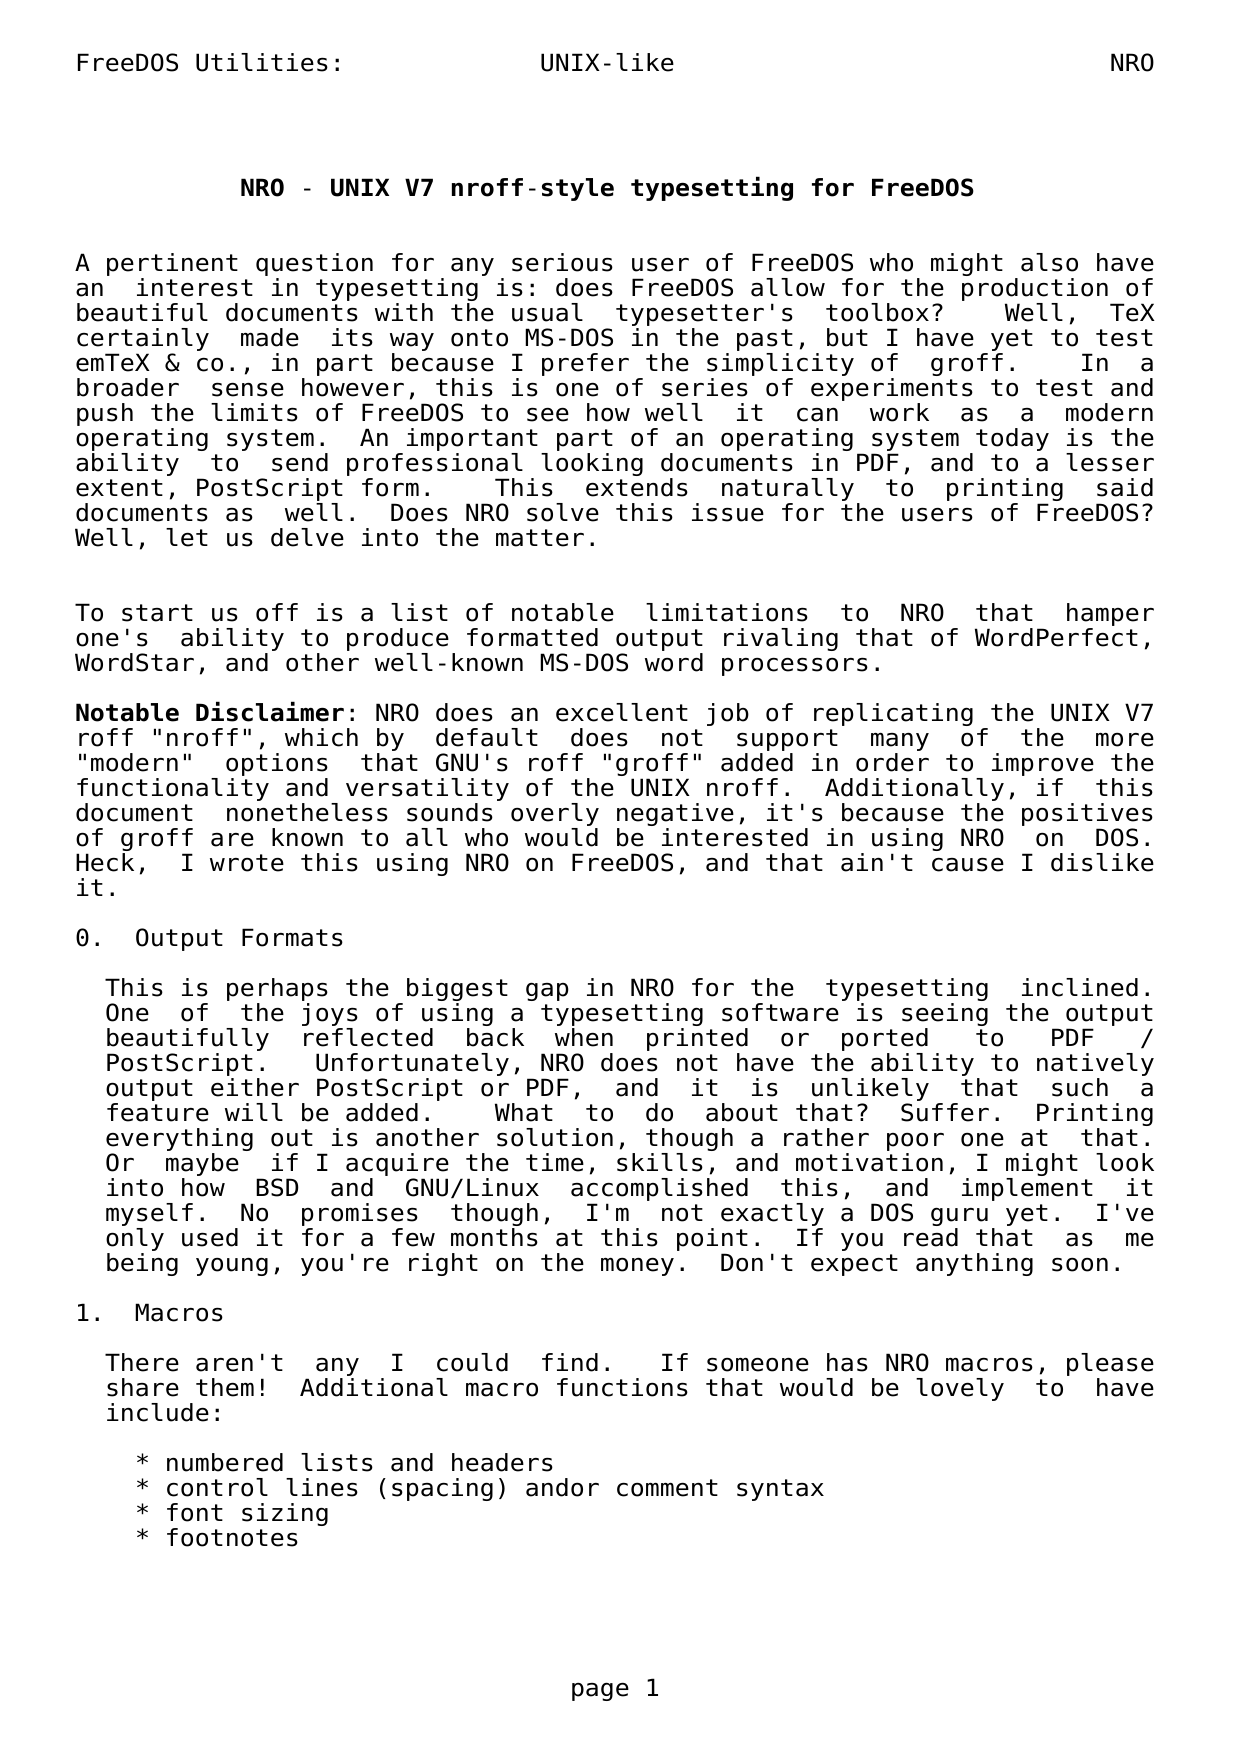 FreeDOS Utilities:             UNIX-like                             NRO
NRO - UNIX V7 nroff-style typesetting for FreeDOS
A pertinent question for any serious user of FreeDOS who might also have
an  interest in typesetting is: does FreeDOS allow for the production of
beautiful documents with the usual  typesetter's  toolbox?    Well,  TeX
certainly  made  its way onto MS-DOS in the past, but I have yet to test
emTeX & co., in part because I prefer the simplicity of  groff.    In  a
broader  sense however, this is one of series of experiments to test and
push the limits of FreeDOS to see how well  it  can  work  as  a  modern
operating system.  An important part of an operating system today is the
ability  to  send professional looking documents in PDF, and to a lesser
extent, PostScript form.    This  extends  naturally  to  printing  said
documents as  well.  Does NRO solve this issue for the users of FreeDOS?
Well, let us delve into the matter.
To start us off is a list of notable  limitations  to  NRO  that  hamper
one's  ability to produce formatted output rivaling that of WordPerfect,
WordStar, and other well-known MS-DOS word processors.
Notable Disclaimer: NRO does an excellent job of replicating the UNIX V7
roff "nroff", which by  default  does  not  support  many  of  the  more
"modern"  options  that GNU's roff "groff" added in order to improve the
functionality and versatility of the UNIX nroff.  Additionally, if  this
document  nonetheless sounds overly negative, it's because the positives
of groff are known to all who would be interested in using NRO  on  DOS.
Heck,  I wrote this using NRO on FreeDOS, and that ain't cause I dislike
it.
0.  Output Formats
This is perhaps the biggest gap in NRO for the  typesetting  inclined.
One  of  the joys of using a typesetting software is seeing the output
beautifully  reflected  back  when  printed  or  ported   to   PDF   /
PostScript.   Unfortunately, NRO does not have the ability to natively
output either PostScript or PDF,  and  it  is  unlikely  that  such  a
feature will be added.    What  to  do  about that?  Suffer.  Printing
everything out is another solution, though a rather poor one at  that.
Or  maybe  if I acquire the time, skills, and motivation, I might look
into how  BSD  and  GNU/Linux  accomplished  this,  and  implement  it
myself.  No  promises  though,  I'm  not exactly a DOS guru yet.  I've
only used it for a few months at this point.  If you read that  as  me
being young, you're right on the money.  Don't expect anything soon.
1.  Macros
There aren't  any  I  could  find.   If someone has NRO macros, please
share them!  Additional macro functions that would be lovely  to  have
include:
* numbered lists and headers
* control lines (spacing) andor comment syntax
* font sizing
* footnotes
page 1